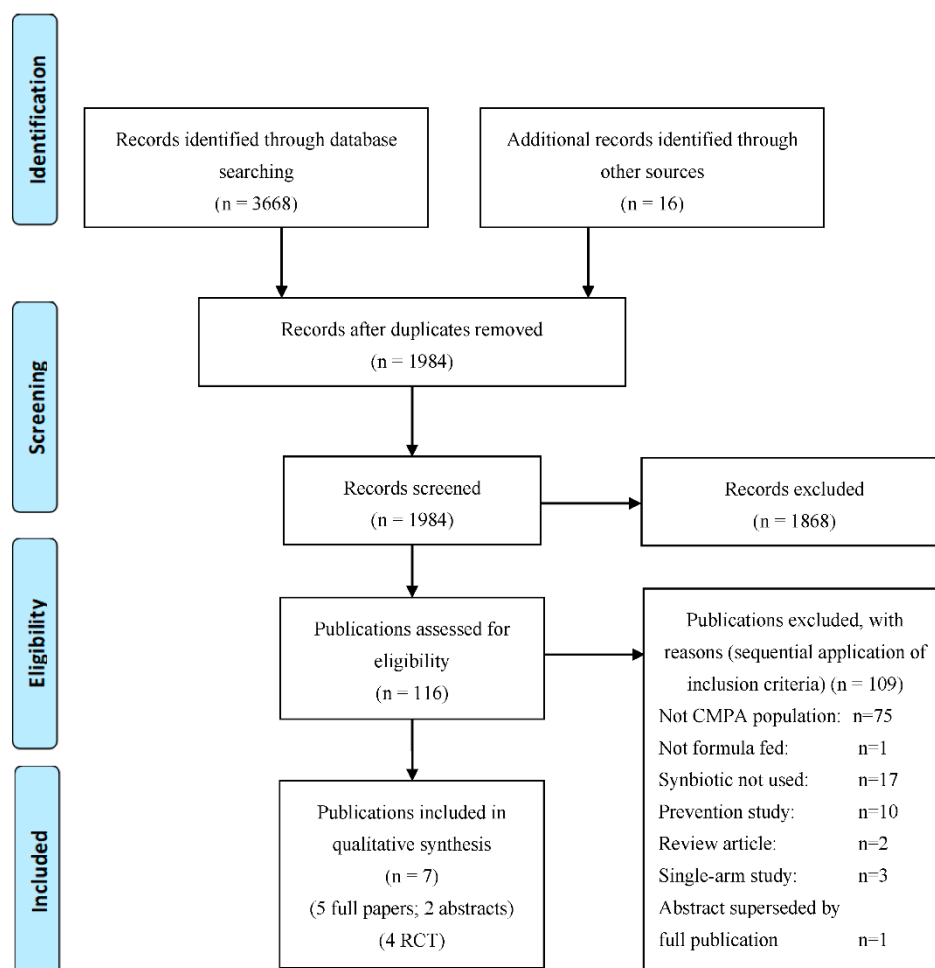 Identification
Records identified through database
searching
(n = 3668)
Additional records identified through
other sources
(n = 16)
Screening
Records after duplicates removed
(n = 1984)
Records screened
(n = 1984)
Records excluded
(n = 1868)
Eligibility
Publications assessed for
eligibility
(n = 116)
Publications excluded, with
reasons (sequential application of
inclusion criteria) (n = 109)
Not CMPA population: n=75
Not formula fed: n=1
Synbiotic not used: n=17
Prevention study: n=10
Review article: n=2
Single-arm study: n=3
Abstract superseded by
full publication n=1
Included
Publications included in
qualitative synthesis
(n = 7)
(5 full papers; 2 abstracts)
(4 RCT)